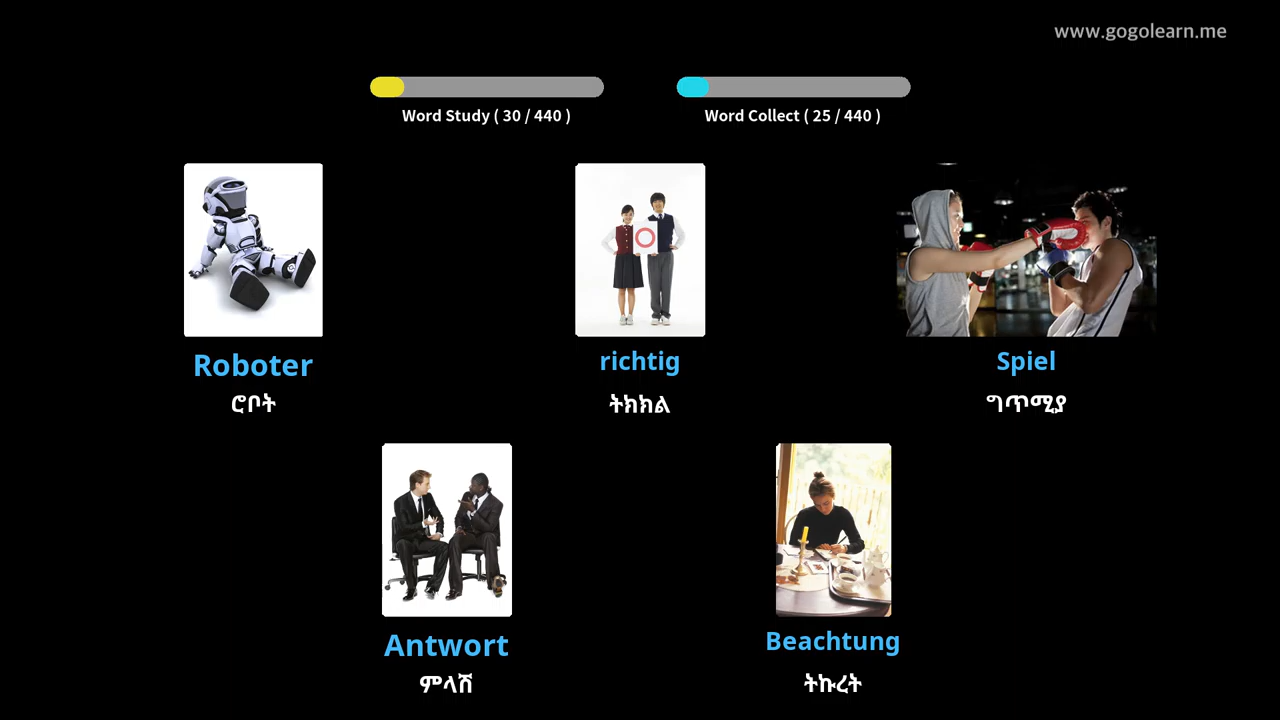 www.gogolearn.me
Word Study ( 30 / 440 )
Word Collect ( 25 / 440 )
Roboter
ሮቦት
richtig
ትክክል
Spiel
ግጥሚያ
Antwort
ምላሽ
Beachtung
ትኩረት